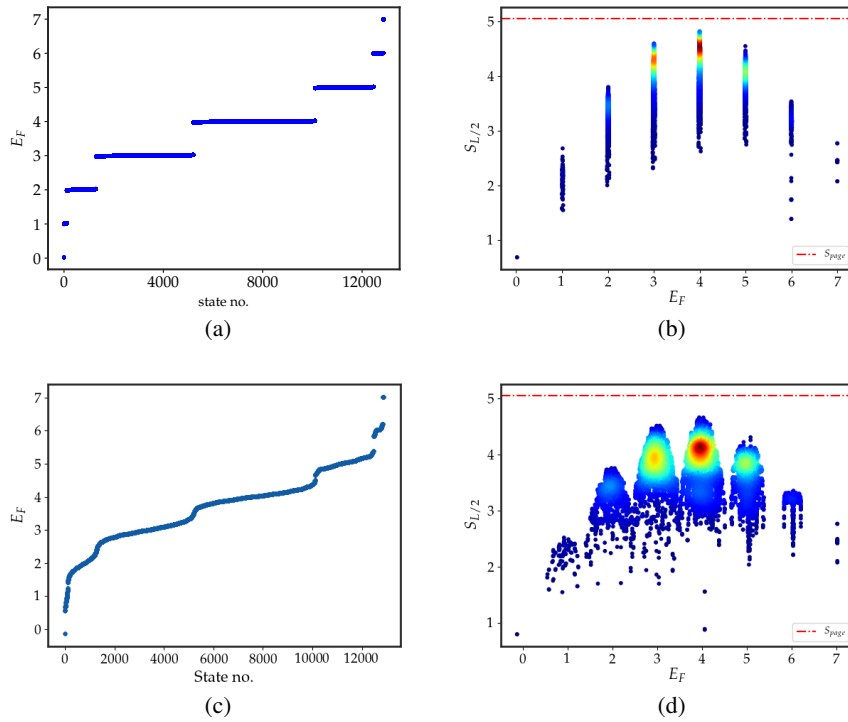 7
6
5
4
3
2
1
0
E_F
0 4000 8000 12000
state no.
(a)
5
4
3
2
1
S_{L/2}
S_{page}
0 1 2 3 4 5 6 7
E_F
(b)
7
6
5
4
3
2
1
0
E_F
0 2000 4000 6000 8000 10000 12000
State no.
(c)
5
4
3
2
1
S_{L/2}
S_{page}
0 1 2 3 4 5 6 7
E_F
(d)